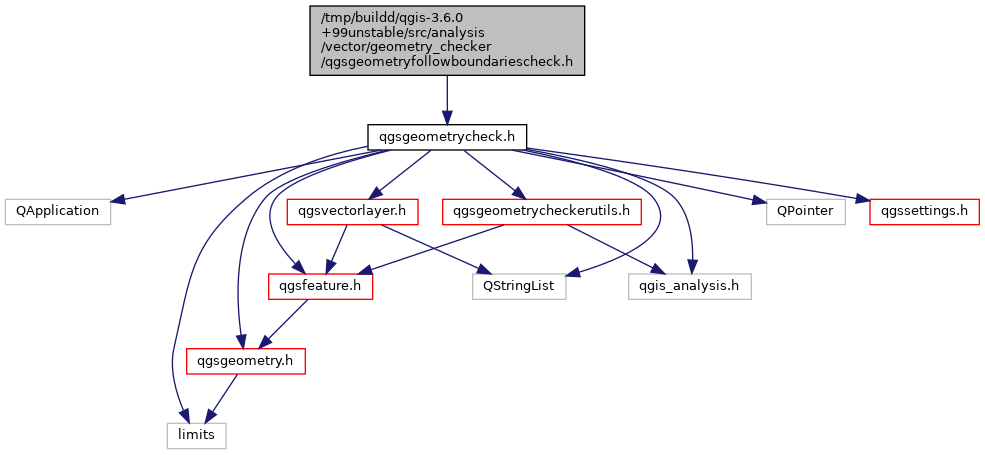 /tmp/buildd/qgis-3.6.0
+99unstable/src/analysis
/vector/geometry_checker
/qgsgeometryfollowboundariescheck.h
qgsgeometrycheck.h
QApplication
qgsvectorlayer.h
qgsgeometrycheckerutils.h
QPointer
qgssettings.h
qgsfeature.h
QStringList
qgis_analysis.h
qgsgeometry.h
limits